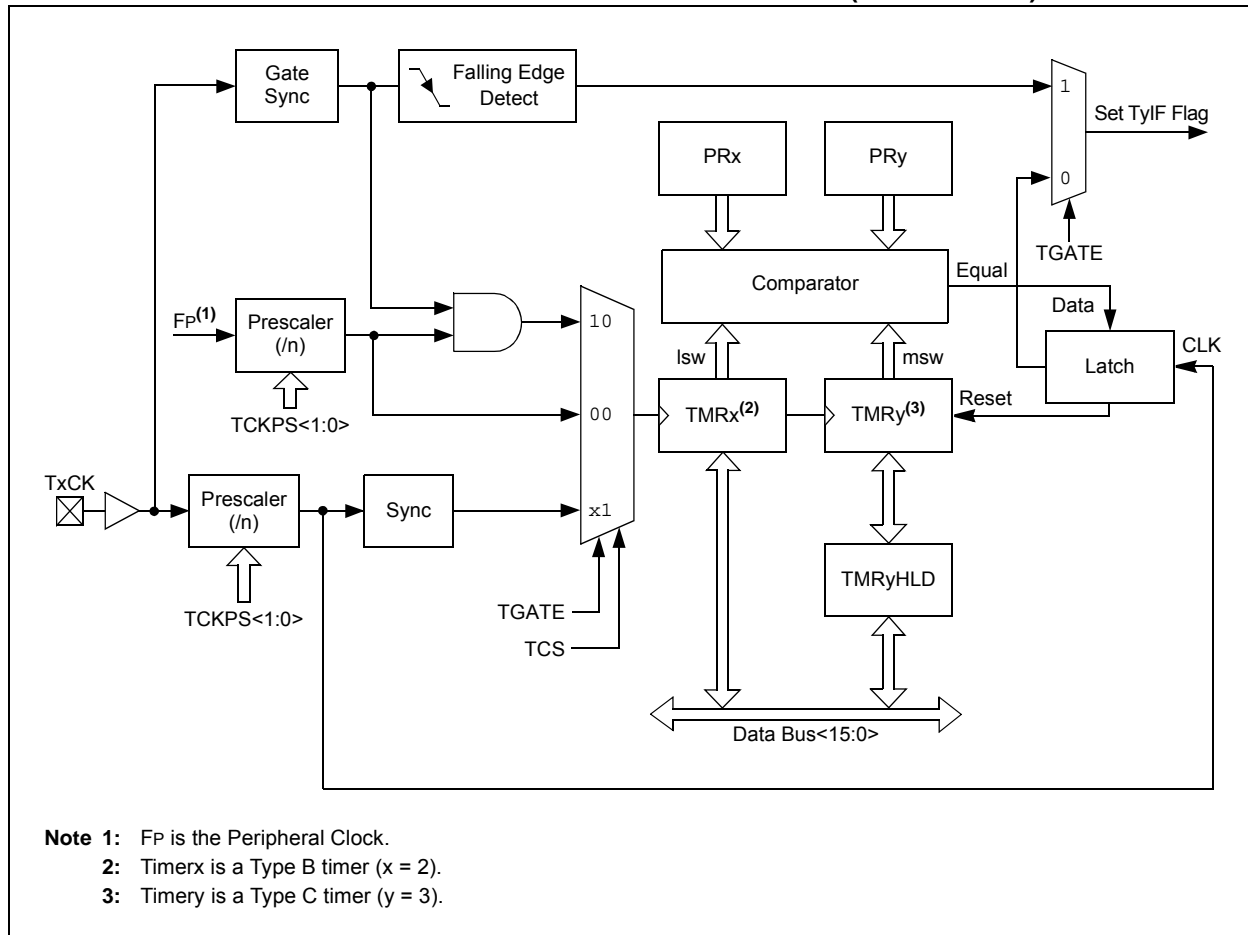 Gate
Sync
Falling Edge
Detect
1
Set TyIF Flag
0
TGATE
PRx
PRy
Comparator
Equal
Data
FP(1)
Prescaler
(/n)
TCKPS<1:0>
10
00
x1
lsw
msw
TMRx(2)
TMRy(3)
Reset
Latch
CLK
TxCK
Prescaler
(/n)
TCKPS<1:0>
Sync
TGATE
TCS
TMRyHLD
Data Bus<15:0>
Note 1: FP is the Peripheral Clock.
2: Timerx is a Type B timer (x = 2).
3: Timery is a Type C timer (y = 3).